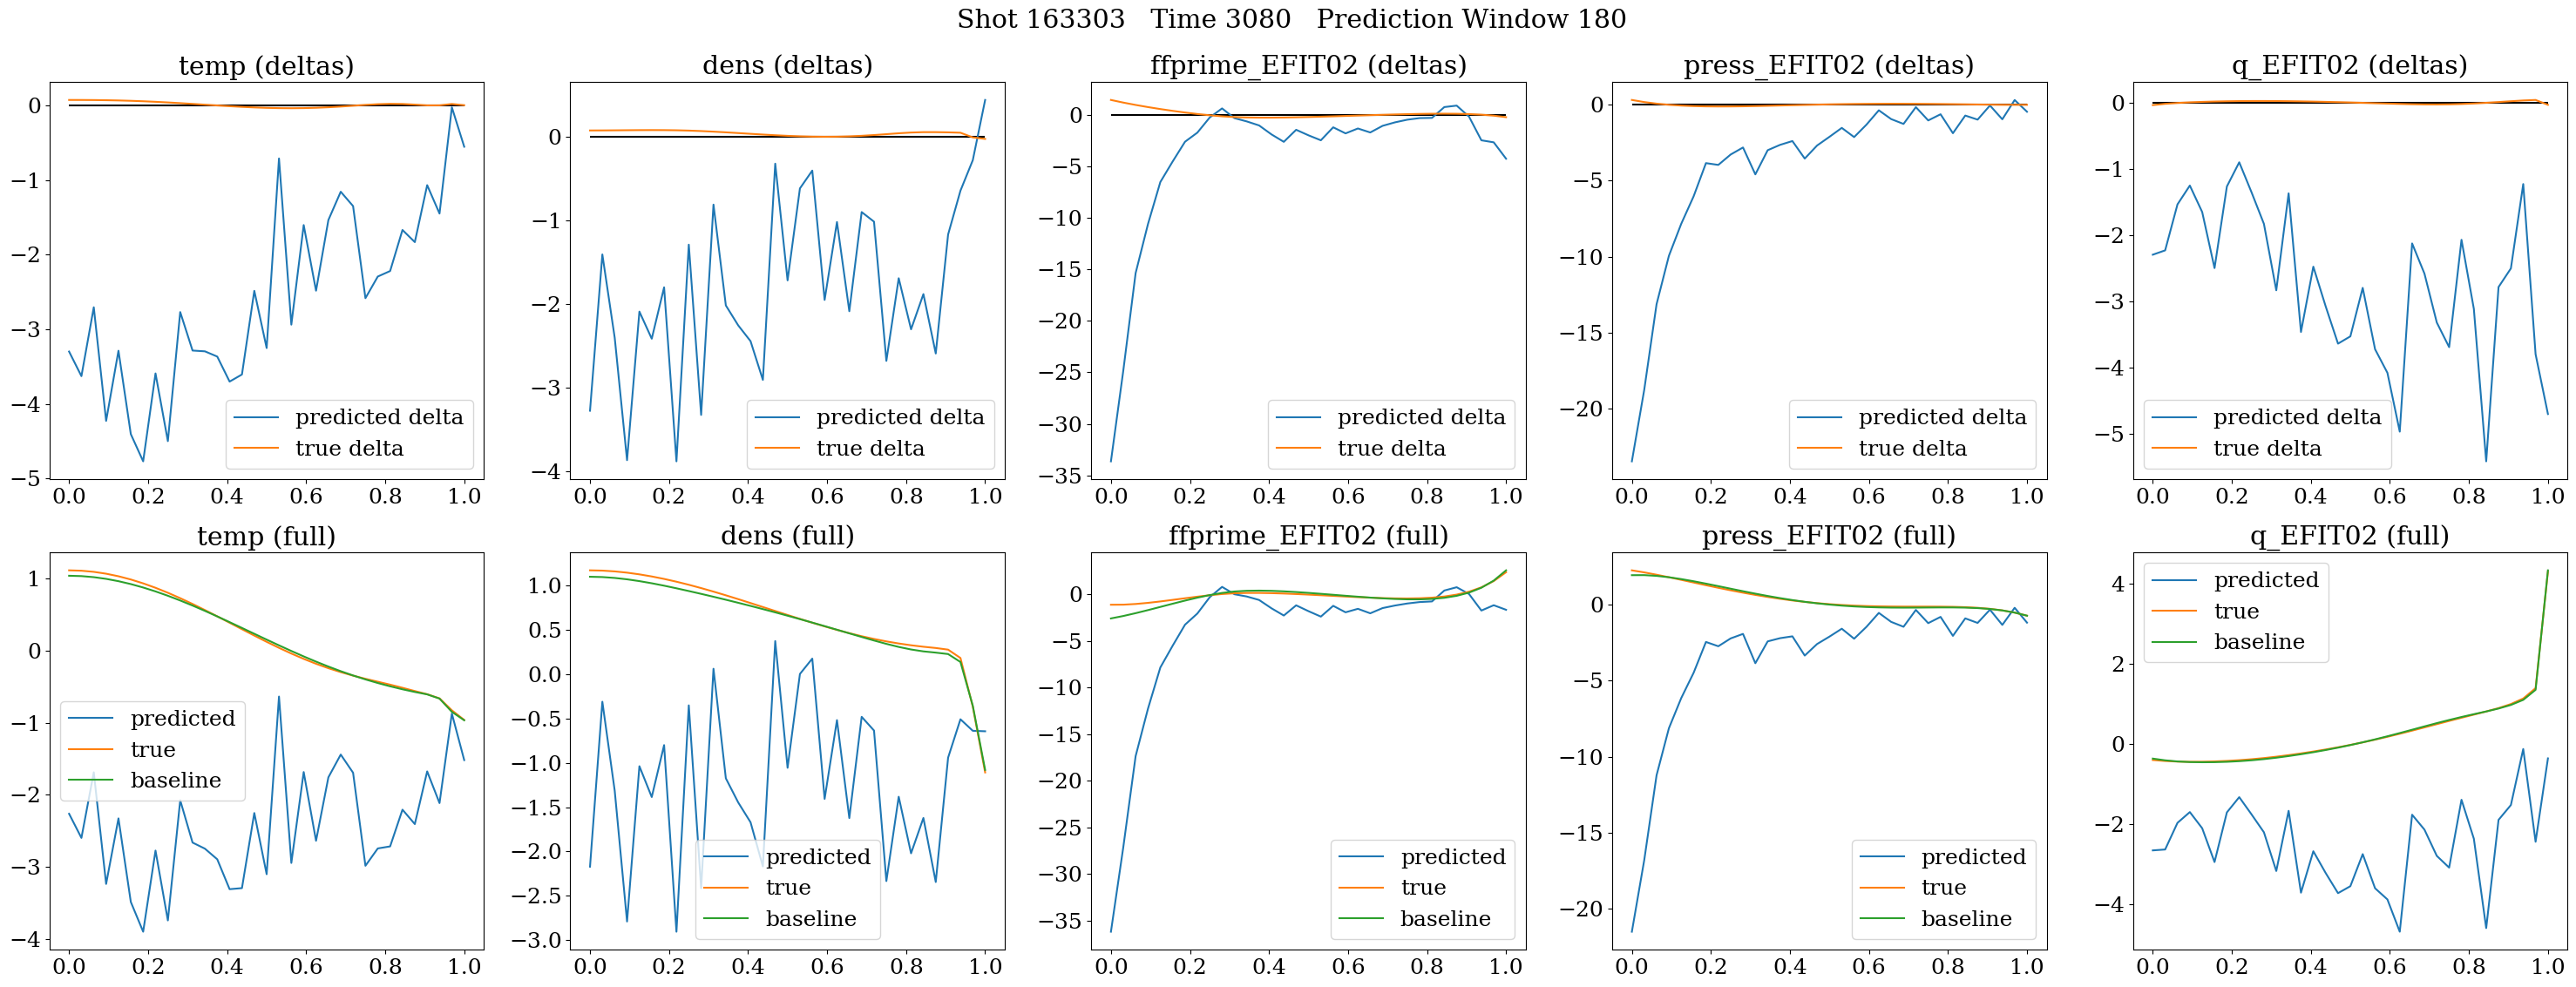 Shot 163303   Time 3080   Prediction Window 180
temp (deltas)
0
−1
−2
−3
−4
−5
0.0 0.2 0.4 0.6 0.8 1.0
predicted delta
true delta
dens (deltas)
0
−1
−2
−3
−4
0.0 0.2 0.4 0.6 0.8 1.0
predicted delta
true delta
ffprime_EFIT02 (deltas)
0
−5
−10
−15
−20
−25
−30
−35
0.0 0.2 0.4 0.6 0.8 1.0
predicted delta
true delta
press_EFIT02 (deltas)
0
−5
−10
−15
−20
0.0 0.2 0.4 0.6 0.8 1.0
predicted delta
true delta
q_EFIT02 (deltas)
0
−1
−2
−3
−4
−5
0.0 0.2 0.4 0.6 0.8 1.0
predicted delta
true delta
temp (full)
1
0
−1
−2
−3
−4
0.0 0.2 0.4 0.6 0.8 1.0
predicted
true
baseline
dens (full)
1.0
0.5
0.0
−0.5
−1.0
−1.5
−2.0
−2.5
−3.0
0.0 0.2 0.4 0.6 0.8 1.0
predicted
true
baseline
ffprime_EFIT02 (full)
0
−5
−10
−15
−20
−25
−30
−35
0.0 0.2 0.4 0.6 0.8 1.0
predicted
true
baseline
press_EFIT02 (full)
0
−5
−10
−15
−20
0.0 0.2 0.4 0.6 0.8 1.0
predicted
true
baseline
q_EFIT02 (full)
4
2
0
−2
−4
0.0 0.2 0.4 0.6 0.8 1.0
predicted
true
baseline